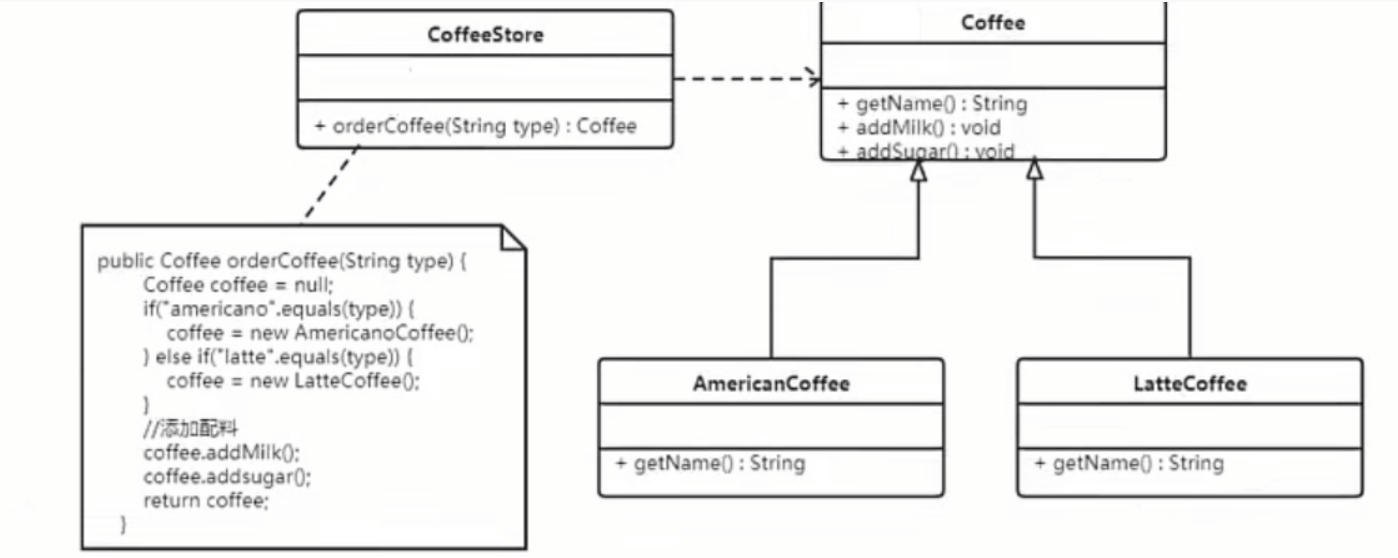 CoffeeStore
+ orderCoffee(String type) : Coffee
Coffee
+ getName() : String
+ addMilk() : void
+ addSugar() : void
public Coffee orderCoffee(String type) {
Coffee coffee = null;
if("americano".equals(type)) {
coffee = new AmericanoCoffee();
} else if("latte".equals(type)) {
coffee = new LatteCoffee();
}
//添加配料
coffee.addMilk();
coffee.addsugar();
return coffee;
}
AmericanCoffee
+ getName() : String
LatteCoffee
+ getName() : String